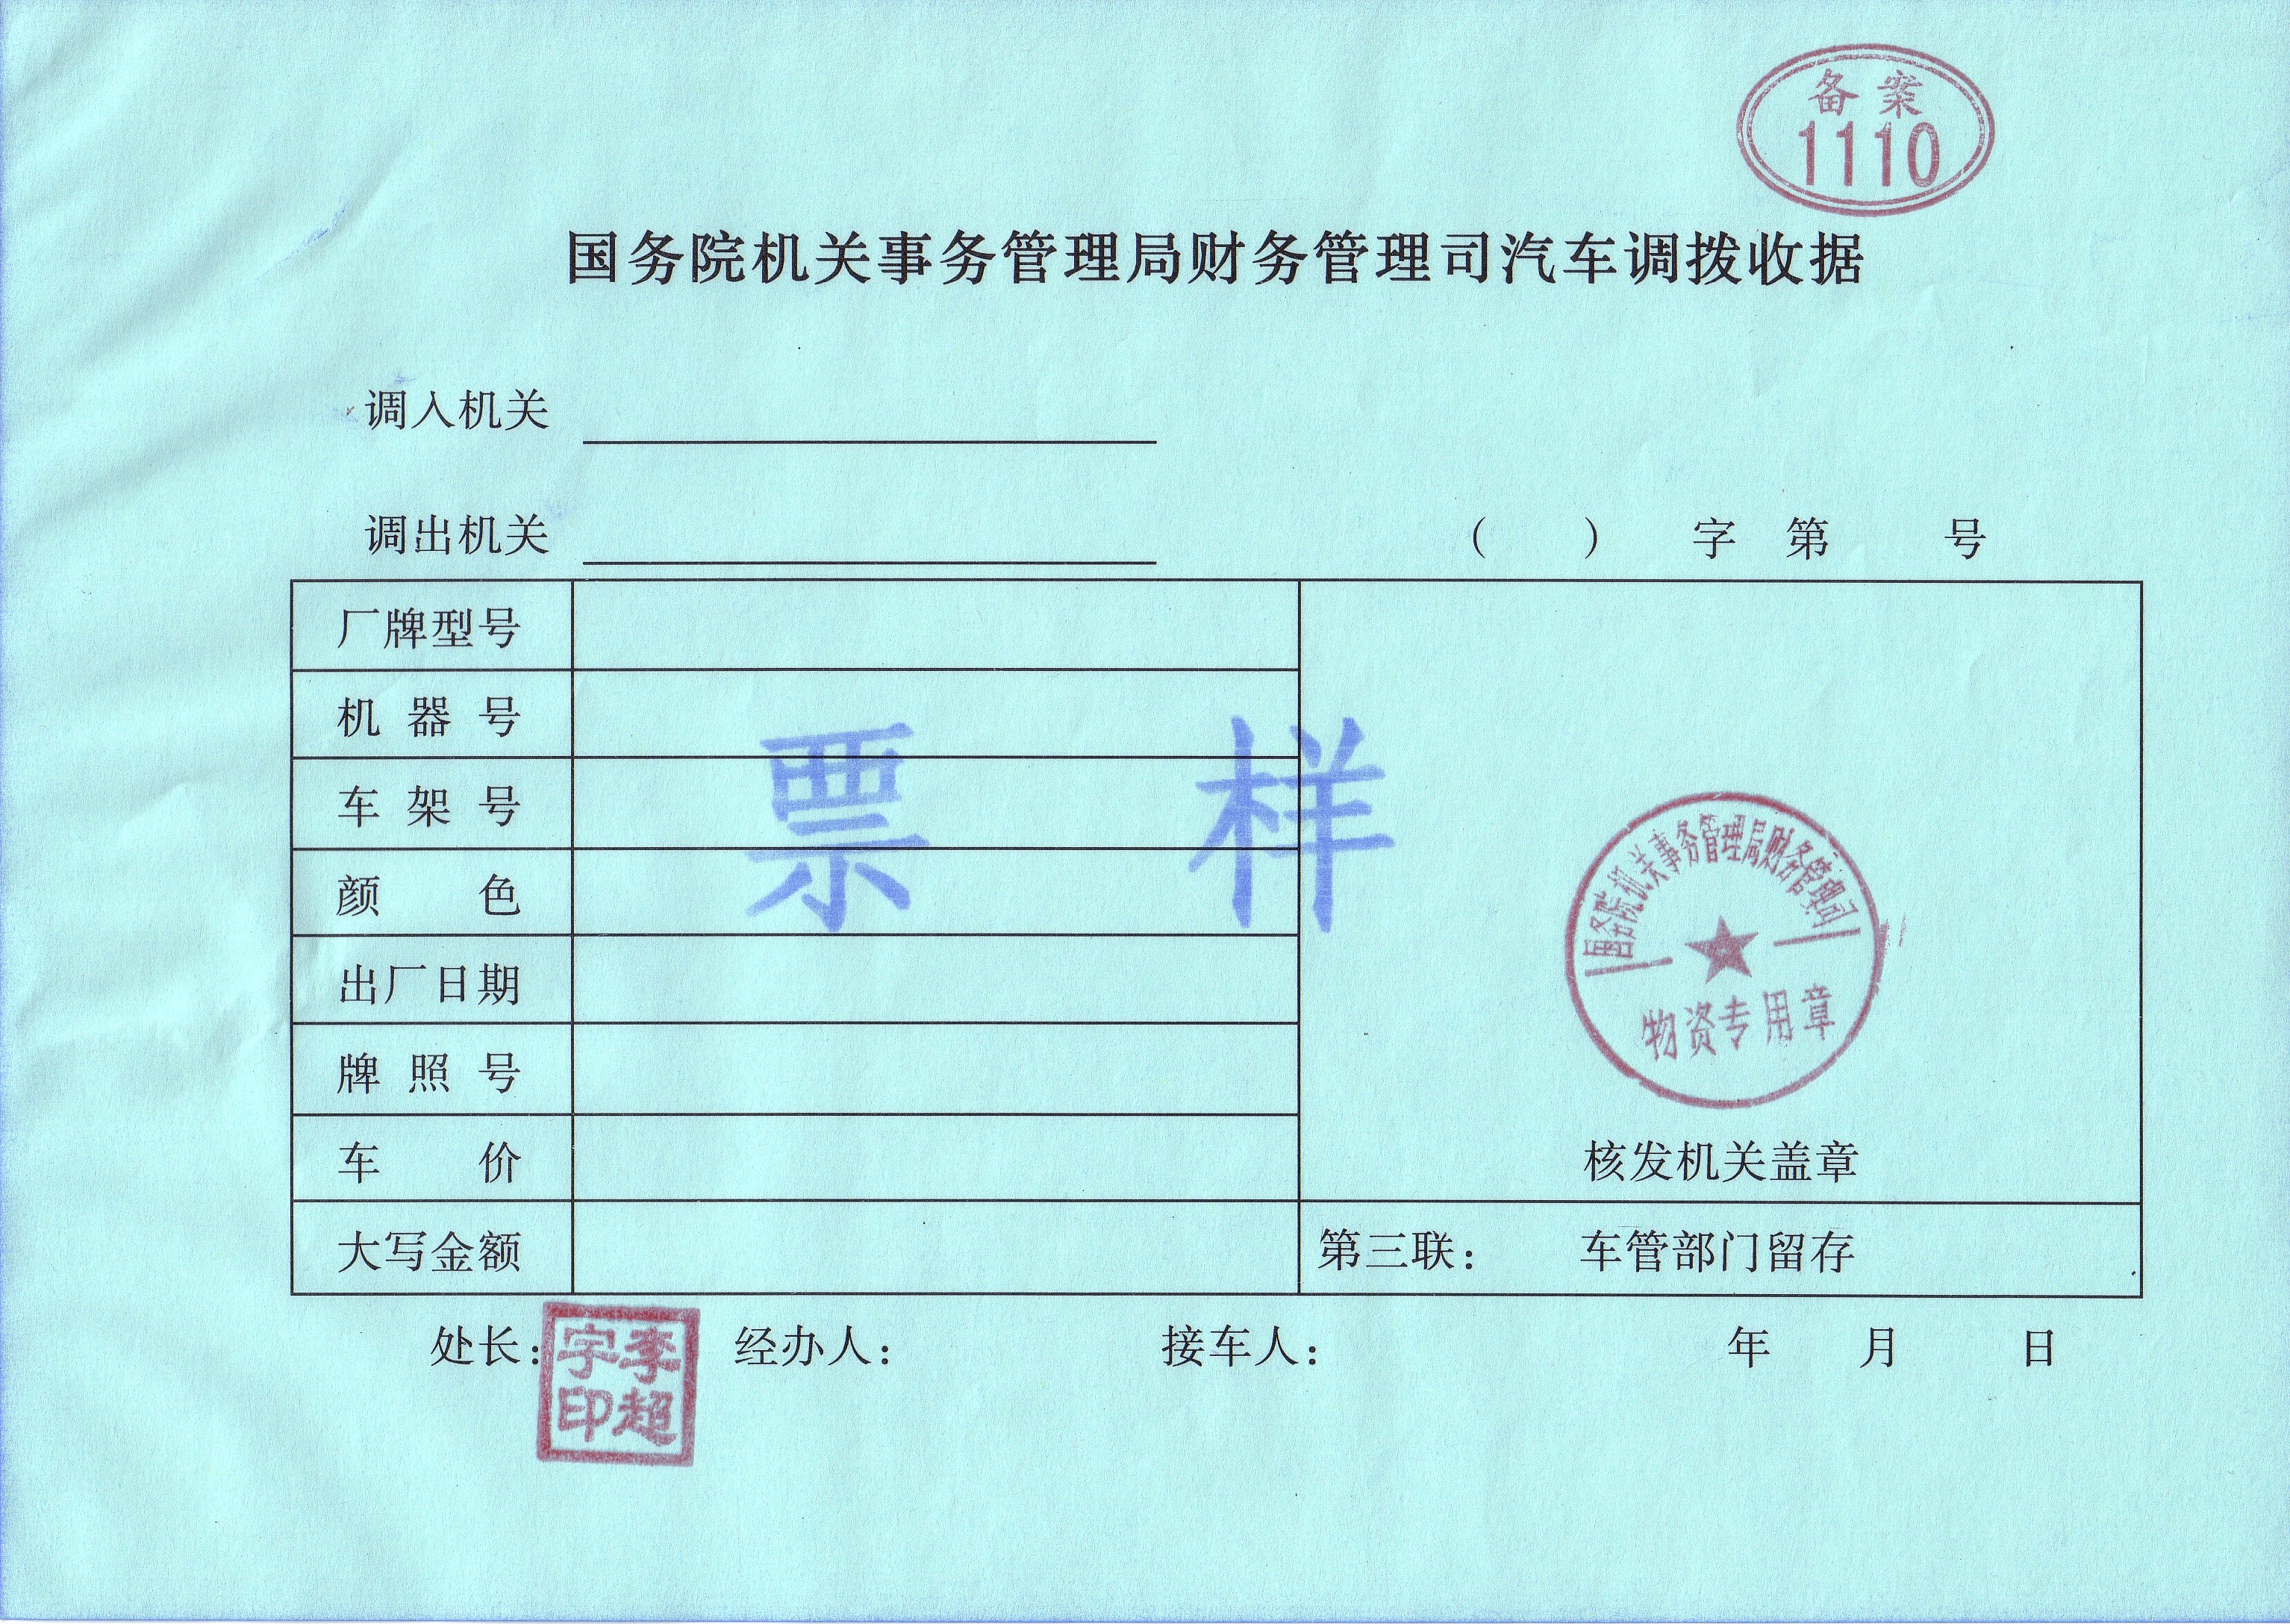 备案
1110
国务院机关事务管理局财务管理司汽车调拨收据
调入机关
调出机关
（ ） 字 第 号
厂牌型号
机 器 号
票 样
车 架 号
颜 色
国务院机关事务管理局财务管理司
物资专用章
出厂日期
牌 照 号
车 价
核发机关盖章
大写金额
第三联： 车管部门留存
处长： 经办人： 接车人： 年 月 日
李超
宇印